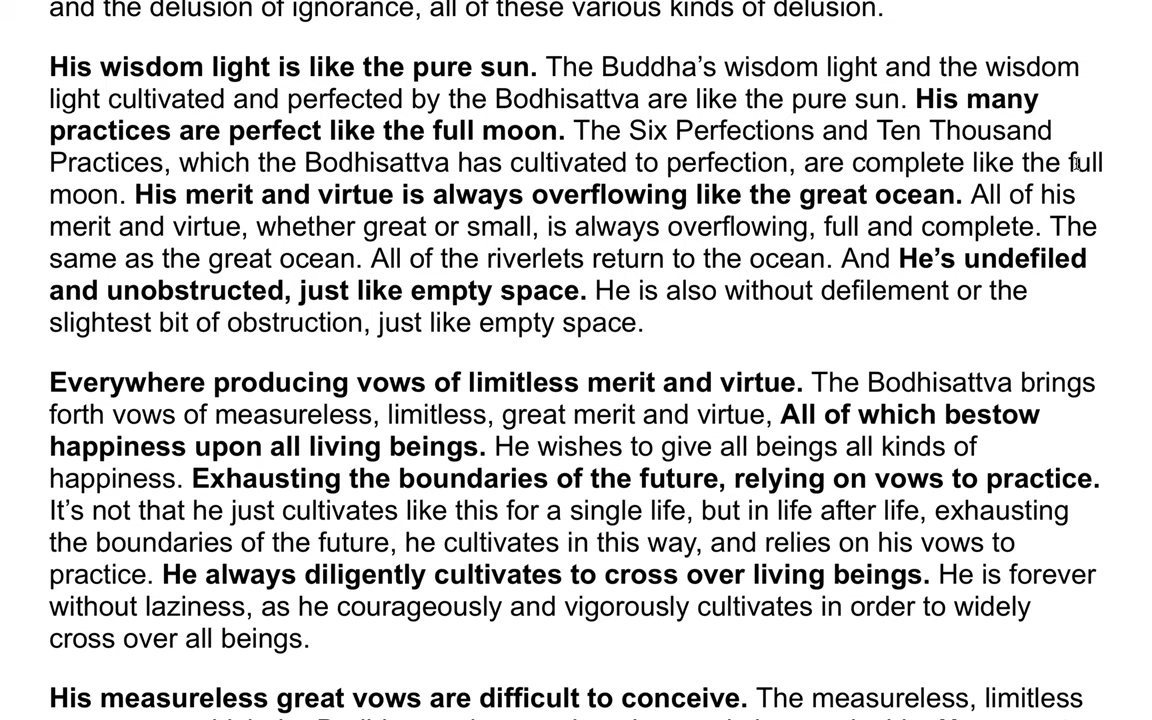 and the delusion of ignorance, all of these various kinds of delusion.
His wisdom light is like the pure sun. The Buddha’s wisdom light and the wisdom
light cultivated and perfected by the Bodhisattva are like the pure sun. His many
practices are perfect like the full moon. The Six Perfections and Ten Thousand
Practices, which the Bodhisattva has cultivated to perfection, are complete like the full
moon. His merit and virtue is always overflowing like the great ocean. All of his
merit and virtue, whether great or small, is always overflowing, full and complete. The
same as the great ocean. All of the riverlets return to the ocean. And He’s undefiled
and unobstructed, just like empty space. He is also without defilement or the
slightest bit of obstruction, just like empty space.
Everywhere producing vows of limitless merit and virtue. The Bodhisattva brings
forth vows of measureless, limitless, great merit and virtue, All of which bestow
happiness upon all living beings. He wishes to give all beings all kinds of
happiness. Exhausting the boundaries of the future, relying on vows to practice.
It’s not that he just cultivates like this for a single life, but in life after life, exhausting
the boundaries of the future, he cultivates in this way, and relies on his vows to
practice. He always diligently cultivates to cross over living beings. He is forever
without laziness, as he courageously and vigorously cultivates in order to widely
cross over all beings.
His measureless great vows are difficult to conceive. The measureless, limitless